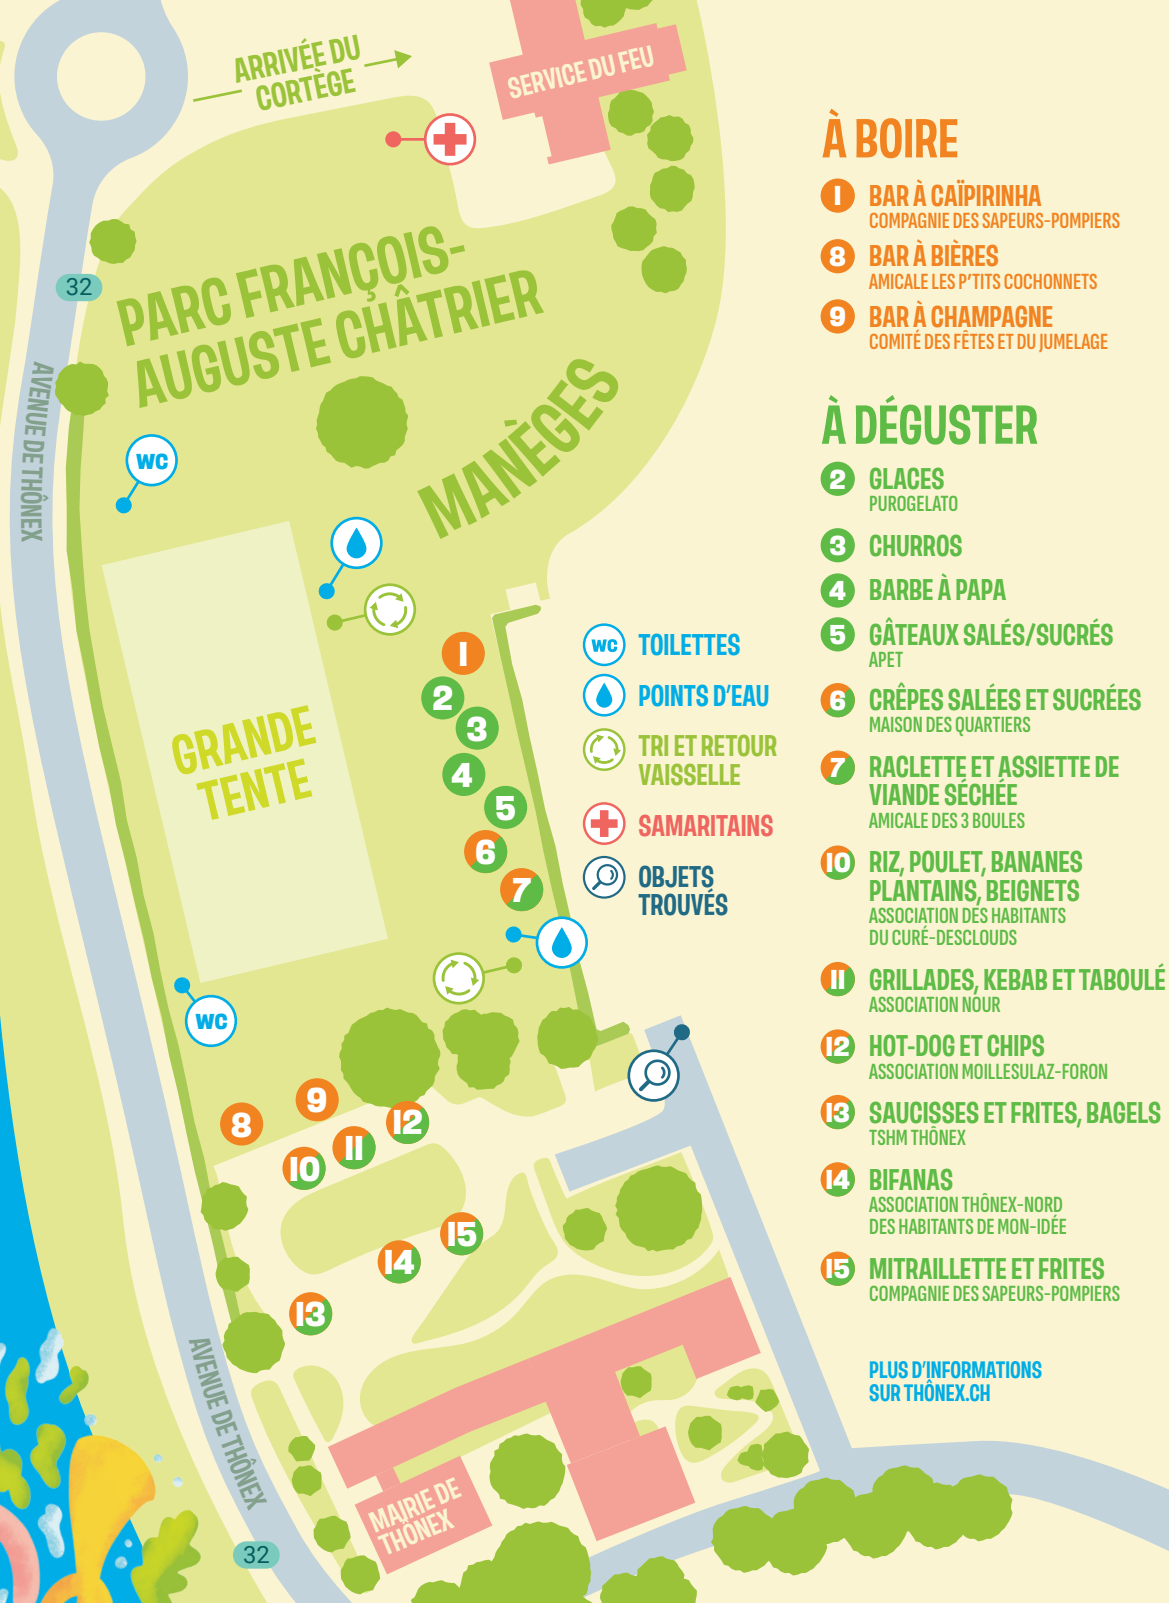 ARRIVÉE DU
CORTÈGE
SERVICE DU FEU
PARC FRANÇOIS-
AUGUSTE CHÂTRIER
MANÈGES
32
AVENUE DE THÔNEX
WC
GRANDE
TENTE
1
2
3
4
5
6
7
WC
8
9
10
11
12
13
14
15
AVENUE DE THÔNEX
MAIRIE DE
THÔNEX
32
WC TOILETTES
POINTS D'EAU
TRI ET RETOUR
VAISSELLE
SAMARITAINS
OBJETS
TROUVÉS
À BOIRE
1 BAR À CAÏPIRINHA
COMPAGNIE DES SAPEURS-POMPIERS
8 BAR À BIÈRES
AMICALE LES P'TITS COCHONNETS
9 BAR À CHAMPAGNE
COMITÉ DES FÊTES ET DU JUMELAGE
À DÉGUSTER
2 GLACES
PUROGELATO
3 CHURROS
4 BARBE À PAPA
5 GÂTEAUX SALÉS/SUCRÉS
APET
6 CRÊPES SALÉES ET SUCRÉES
MAISON DES QUARTIERS
7 RACLETTE ET ASSIETTE DE
VIANDE SÉCHÉE
AMICALE DES 3 BOULES
10 RIZ, POULET, BANANES
PLANTAINS, BEIGNETS
ASSOCIATION DES HABITANTS
DU CURÉ-DESCLOUDS
11 GRILLADES, KEBAB ET TABOULÉ
ASSOCIATION NOUR
12 HOT-DOG ET CHIPS
ASSOCIATION MOILLESULAZ-FORON
13 SAUCISSES ET FRITES, BAGELS
TSHM THÔNEX
14 BIFANAS
ASSOCIATION THÔNEX-NORD
DES HABITANTS DE MON-IDÉE
15 MITRAILLETTE ET FRITES
COMPAGNIE DES SAPEURS-POMPIERS
PLUS D'INFORMATIONS
SUR THÔNEX.CH